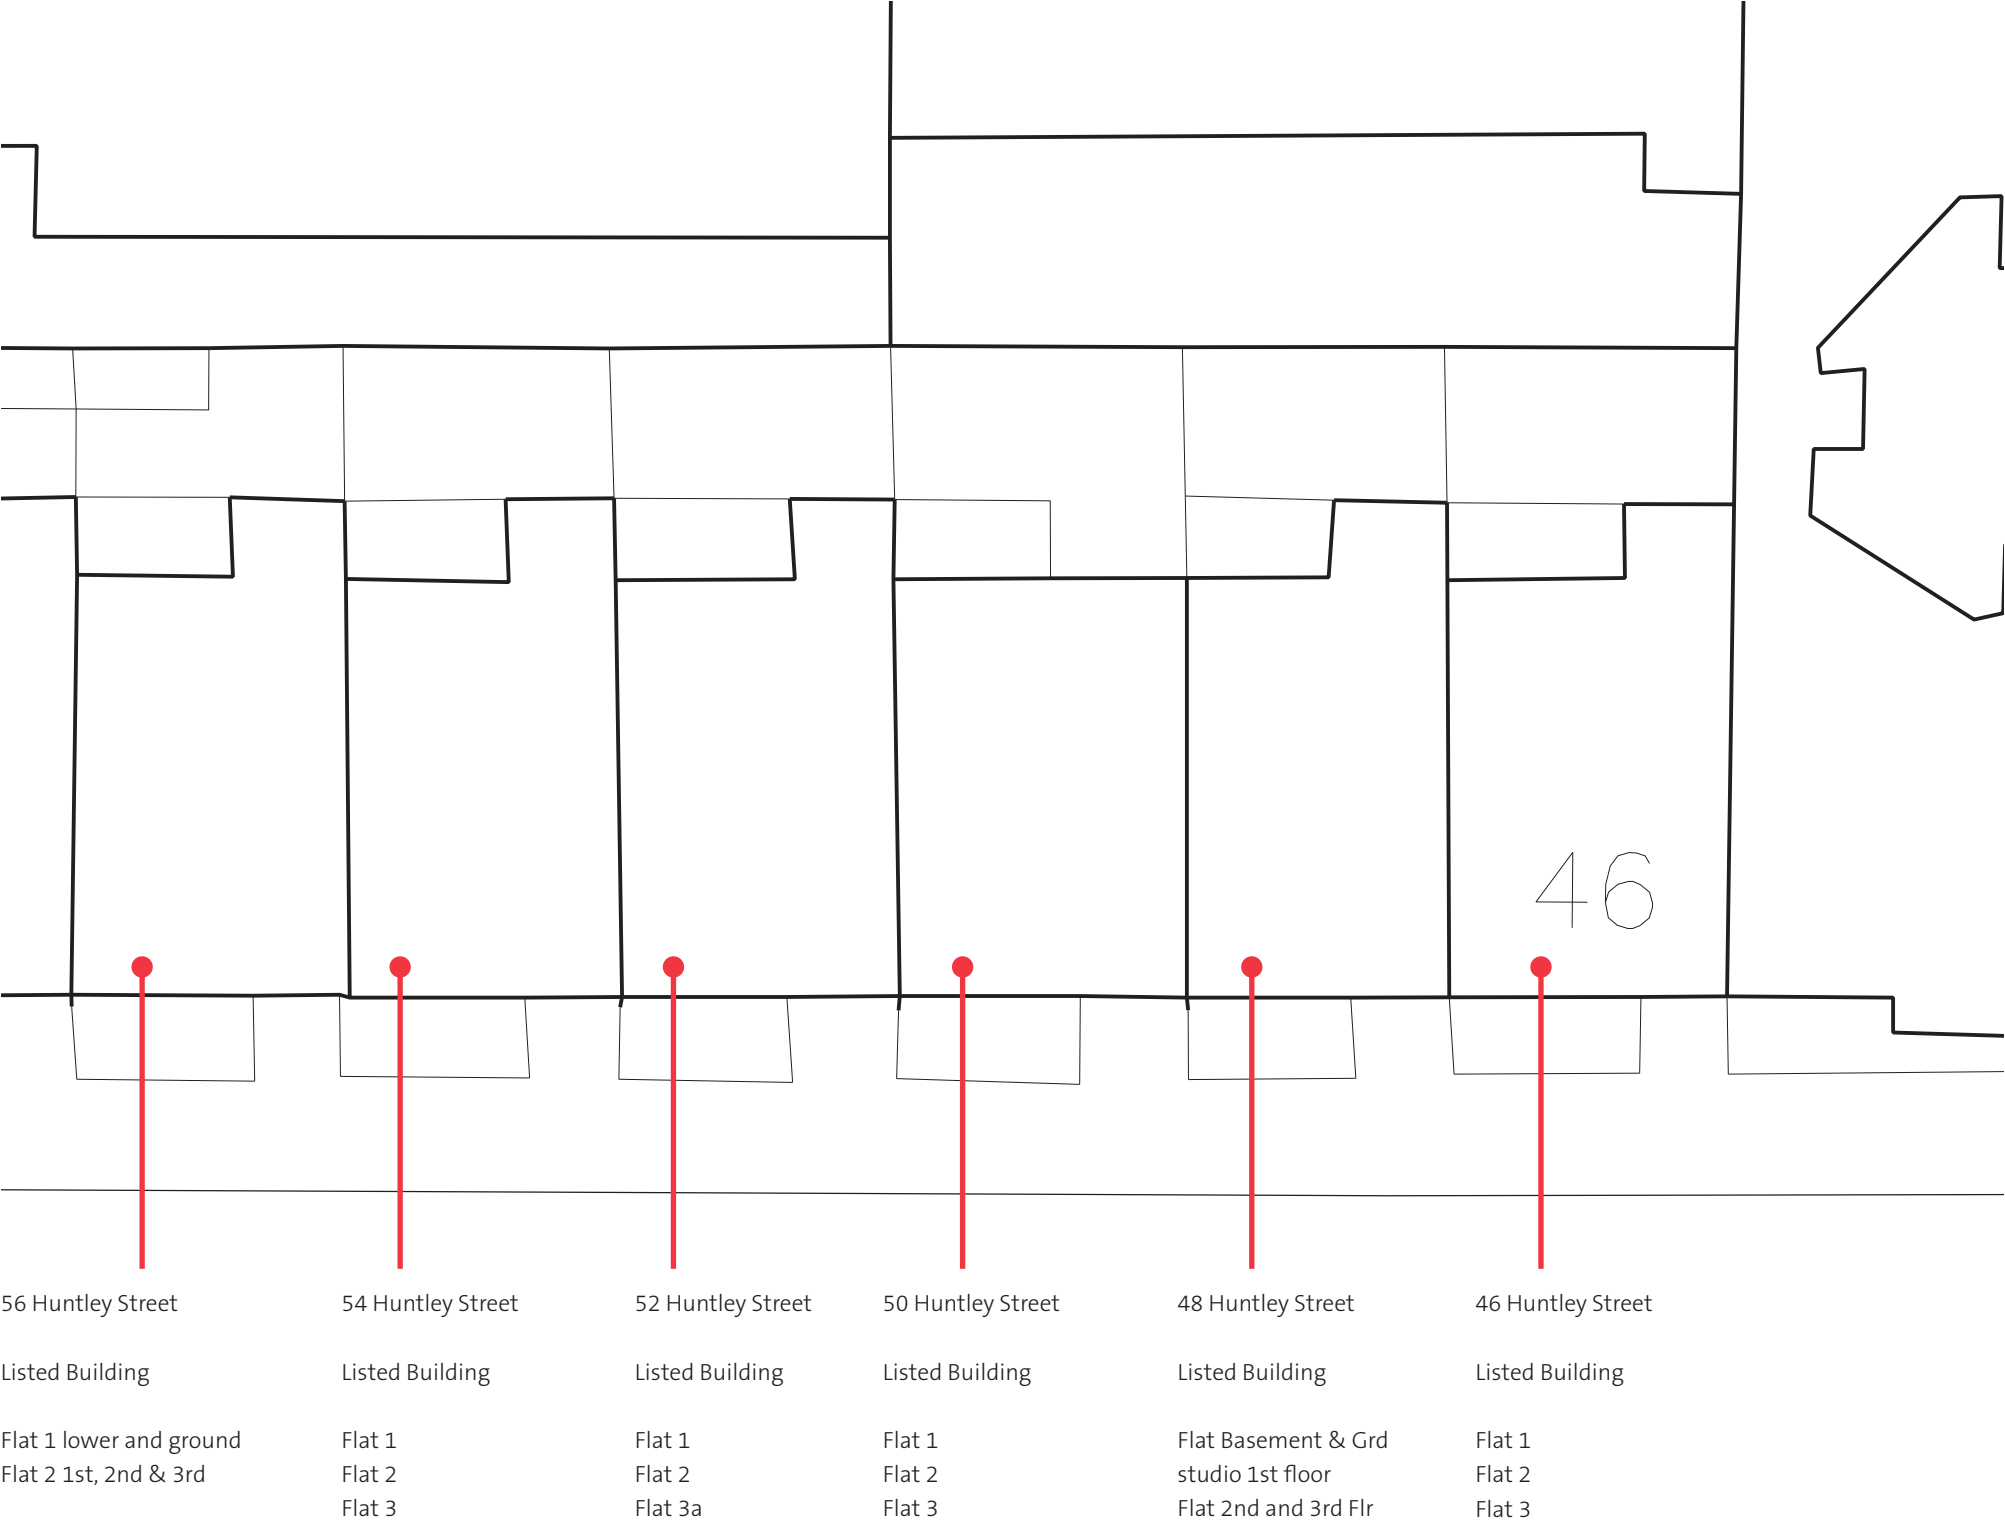 46
56 Huntley Street
Listed Building
Flat 1 lower and ground
Flat 2 1st, 2nd & 3rd
54 Huntley Street
Listed Building
Flat 1
Flat 2
Flat 3
52 Huntley Street
Listed Building
Flat 1
Flat 2
Flat 3a
50 Huntley Street
Listed Building
Flat 1
Flat 2
Flat 3
48 Huntley Street
Listed Building
Flat Basement & Grd
studio 1st floor
Flat 2nd and 3rd Flr
46 Huntley Street
Listed Building
Flat 1
Flat 2
Flat 3